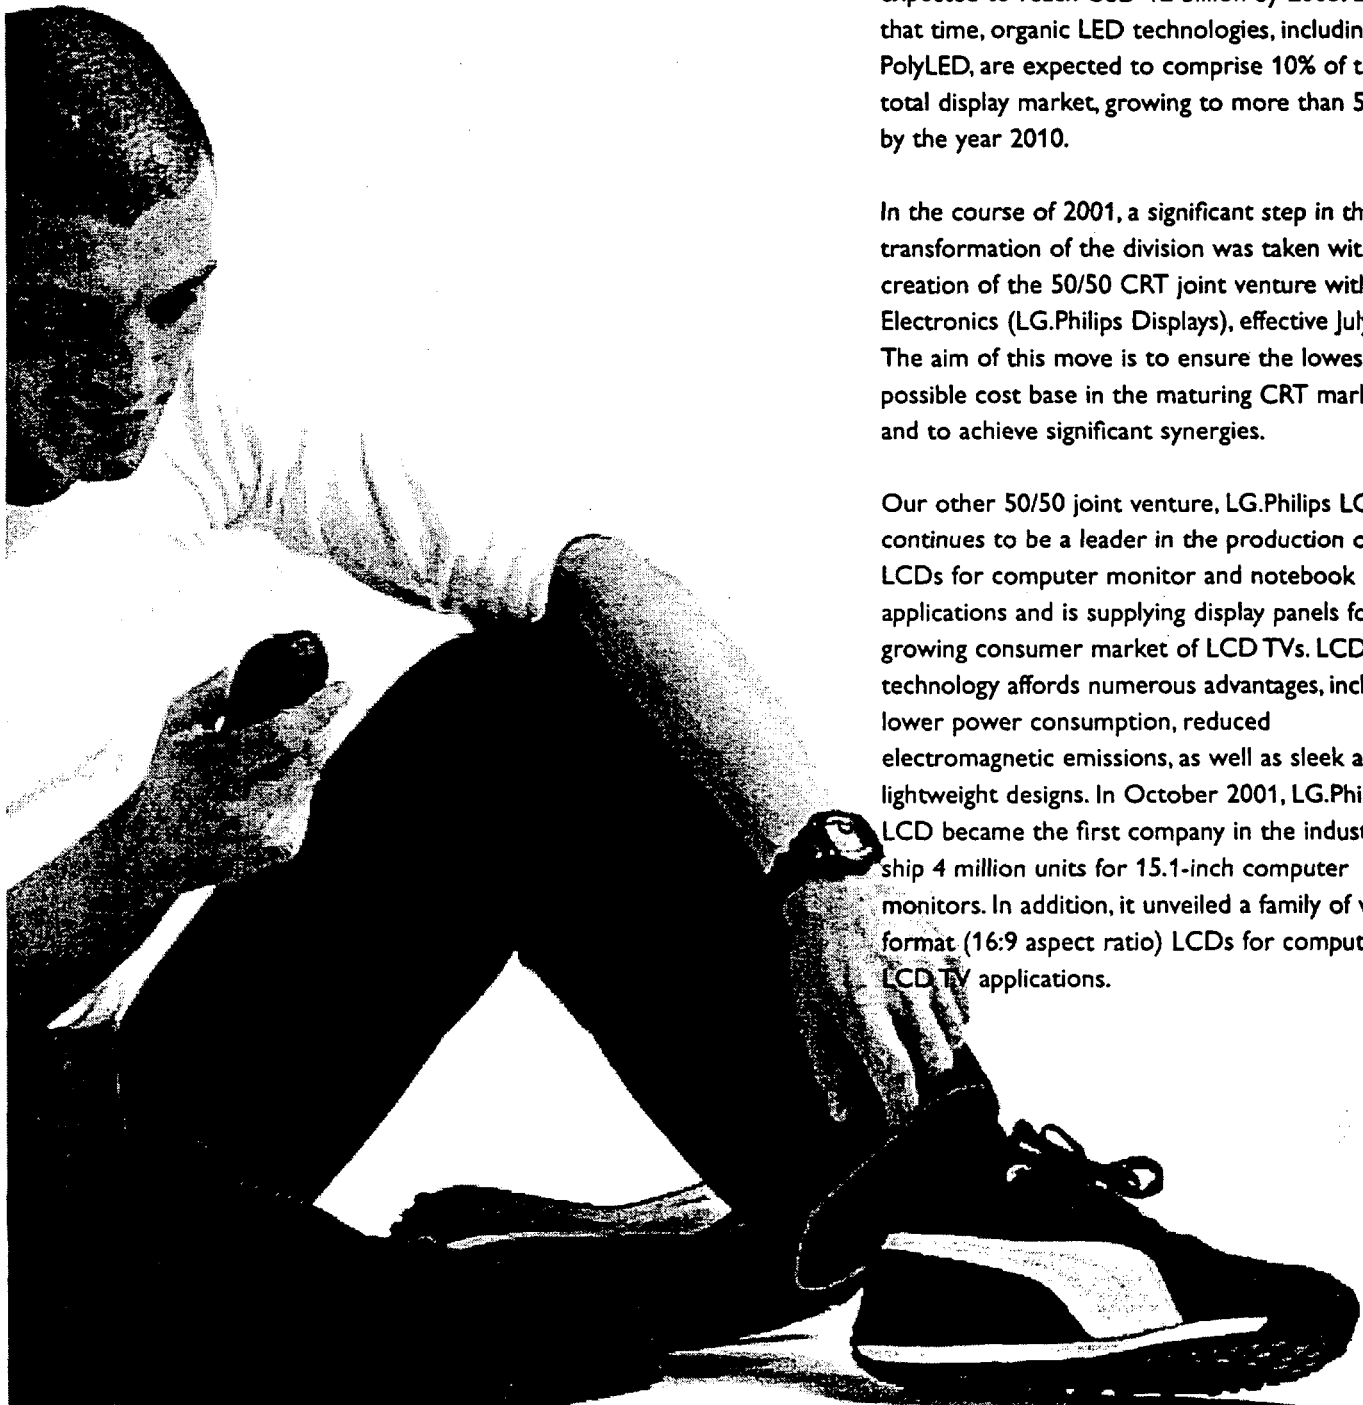 that time, organic LED technologies, includin
PolyLED, are expected to comprise 10% of t
total display market, growing to more than 5
by the year 2010.
In the course of 2001, a significant step in th
transformation of the division was taken wit
creation of the 50/50 CRT joint venture with
Electronics (LG.Philips Displays), effective July
The aim of this move is to ensure the lowes
possible cost base in the maturing CRT mark
and to achieve significant synergies.
Our other 50/50 joint venture, LG.Philips LC
continues to be a leader in the production o
LCDs for computer monitor and notebook
applications and is supplying display panels fo
growing consumer market of LCD TVs. LCD
technology affords numerous advantages, incl
lower power consumption, reduced
electromagnetic emissions, as well as sleek a
lightweight designs. In October 2001, LG.Phi
LCD became the first company in the indust
ship 4 million units for 15.1-inch computer
monitors. In addition, it unveiled a family of
format (16:9 aspect ratio) LCDs for comput
LCD TV applications.